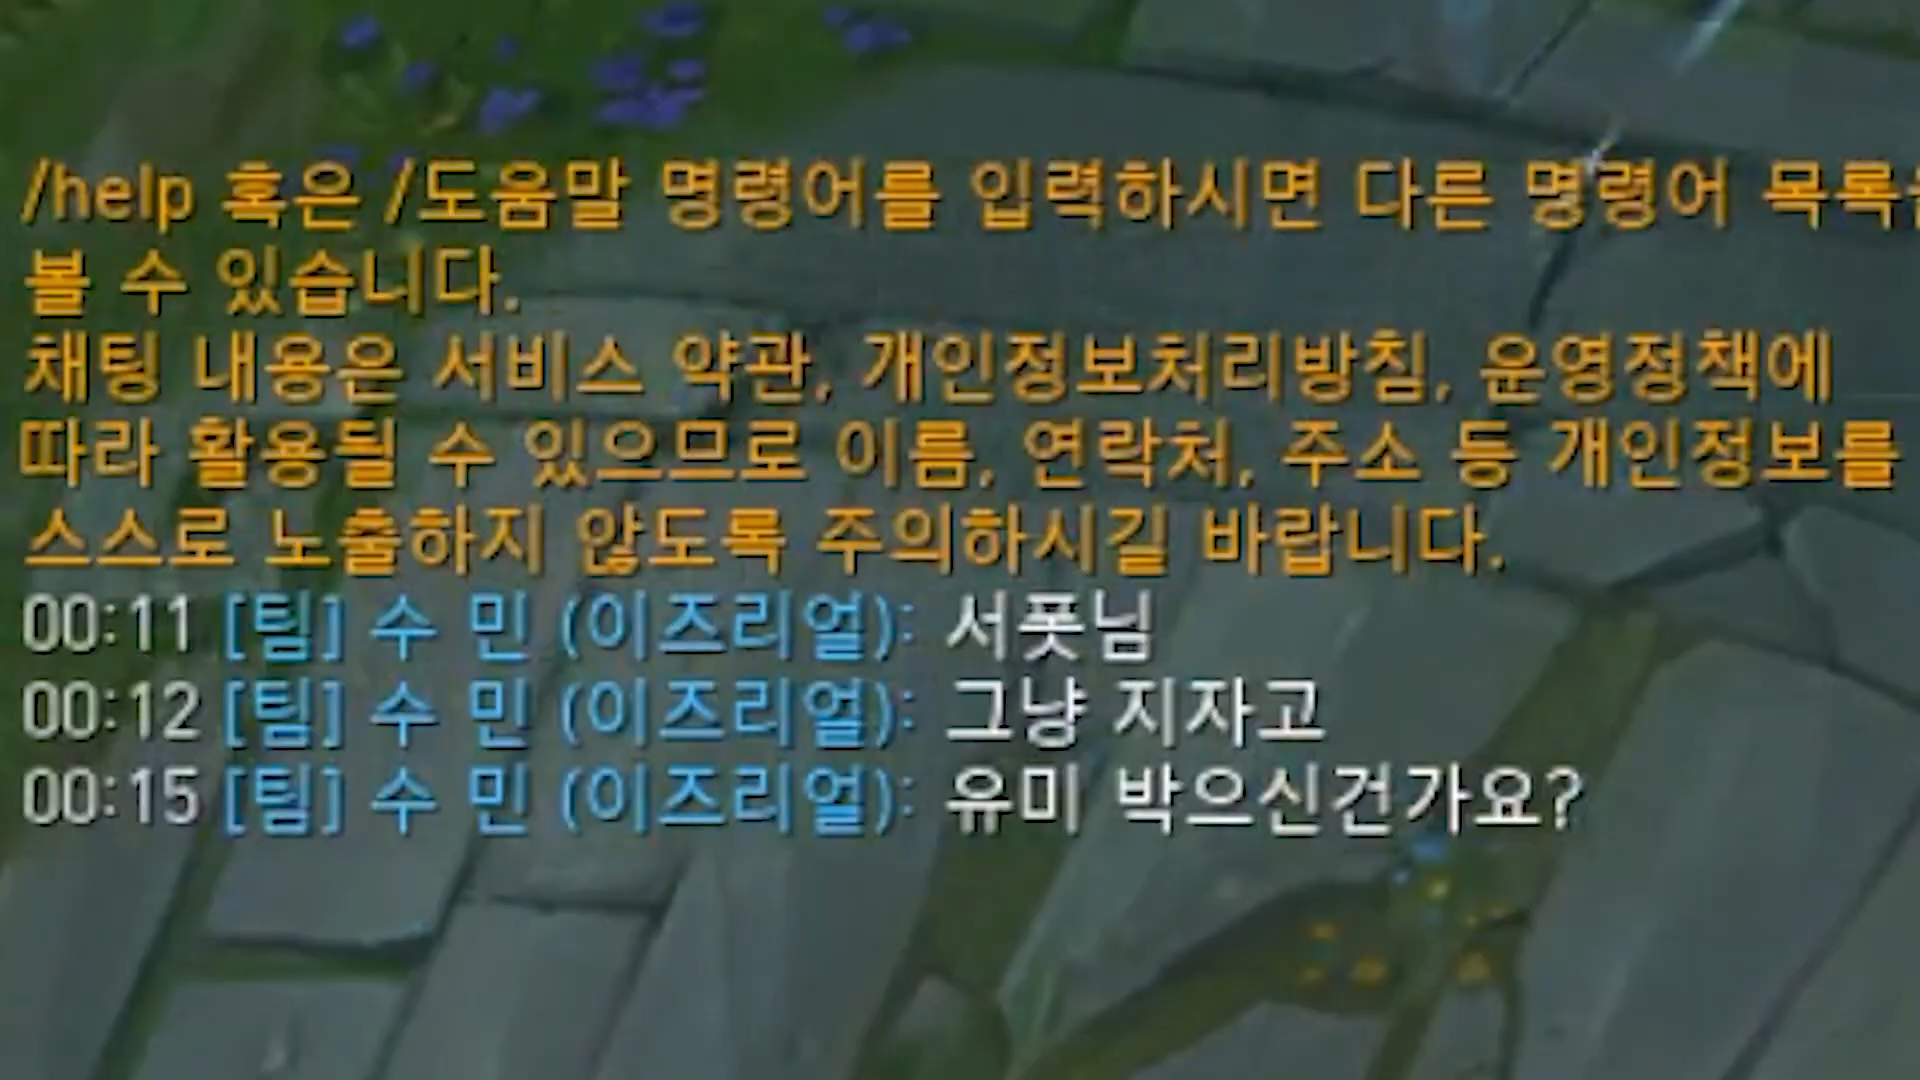 /help 혹은 /도움말 명령어를 입력하시면 다른 명령어 목록을
볼 수 있습니다.
채팅 내용은 서비스 약관, 개인정보처리방침, 운영정책에
따라 활용될 수 있으므로 이름, 연락처, 주소 등 개인정보를
스스로 노출하지 않도록 주의하시길 바랍니다.
00:11 [팀] 수 민 (이즈리얼): 서폿님
00:12 [팀] 수 민 (이즈리얼): 그냥 지자고
00:15 [팀] 수 민 (이즈리얼): 유미 박으신건가요?